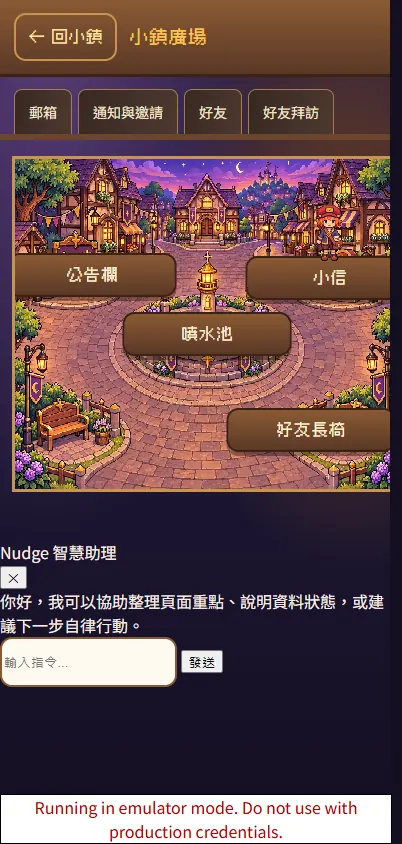 ← 回小鎮
小鎮廣場
郵箱
通知與邀請
好友
好友拜訪
公告欄
小信
噴水池
好友長椅
Nudge 智慧助理
×
你好，我可以協助整理頁面重點、說明資料狀態，或建
議下一步自律行動。
輸入指令...
發送
Running in emulator mode. Do not use with
production credentials.